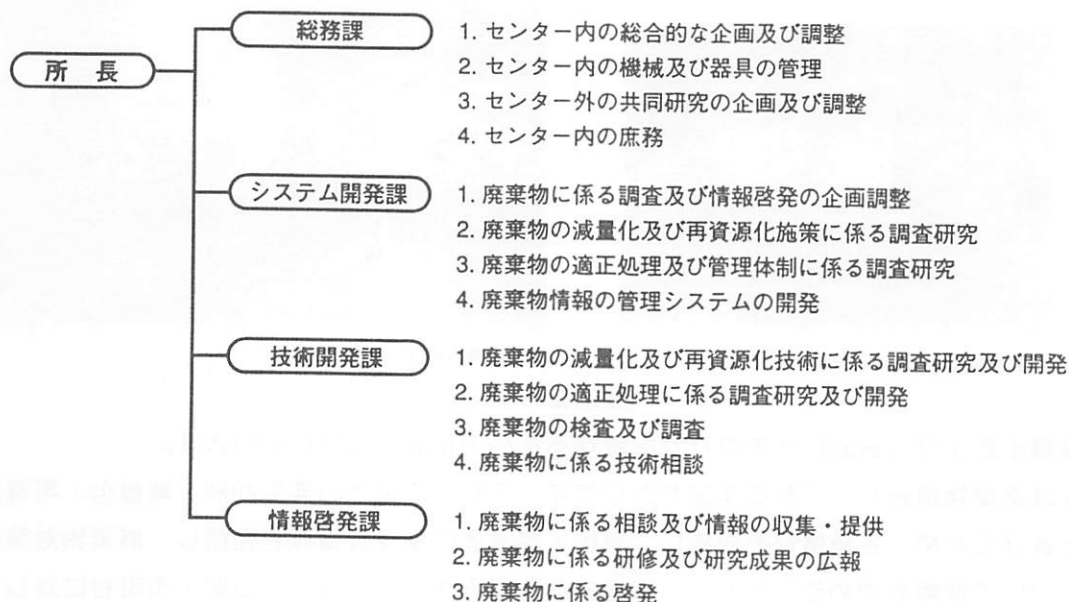 所 長
総務課
1. センター内の総合的な企画及び調整
2. センター内の機械及び器具の管理
3. センター外の共同研究の企画及び調整
4. センター内の庶務
システム開発課
1. 廃棄物に係る調査及び情報啓発の企画調整
2. 廃棄物の減量化及び再資源化施策に係る調査研究
3. 廃棄物の適正処理及び管理体制に係る調査研究
4. 廃棄物情報の管理システムの開発
技術開発課
1. 廃棄物の減量化及び再資源化技術に係る調査研究及び開発
2. 廃棄物の適正処理に係る調査研究及び開発
3. 廃棄物の検査及び調査
4. 廃棄物に係る技術相談
情報啓発課
1. 廃棄物に係る相談及び情報の収集・提供
2. 廃棄物に係る研修及び研究成果の広報
3. 廃棄物に係る啓発